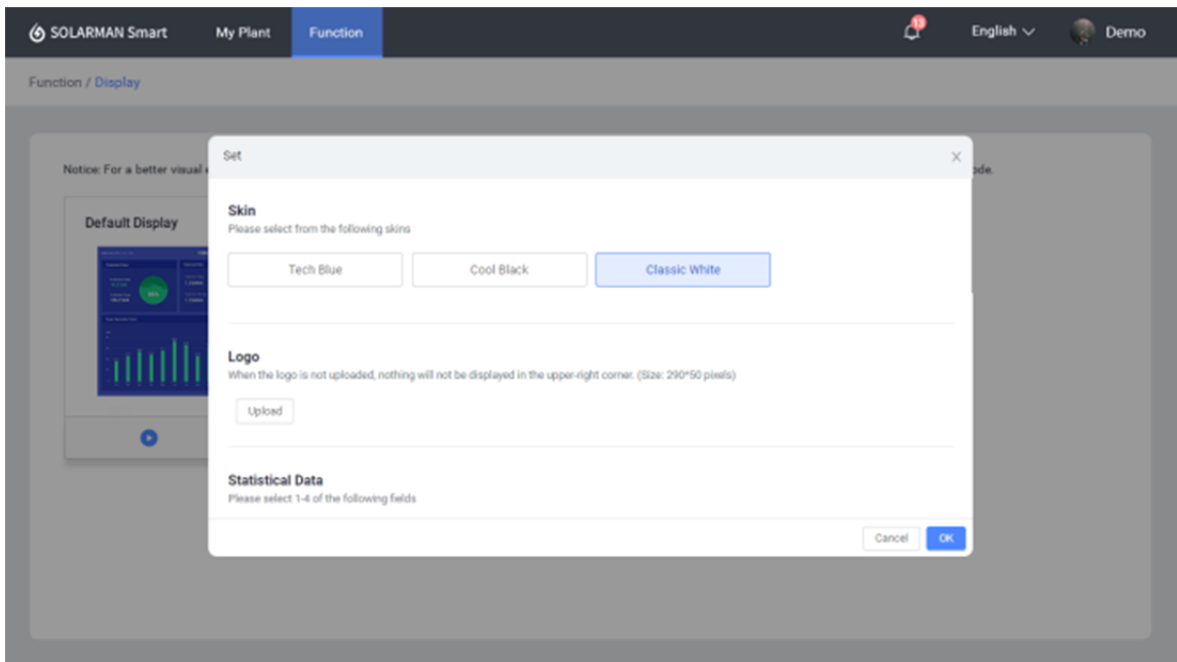 SOLARMAN Smart My Plant Function 13 English Demo
Function / Display
Set
Notice: For a better visual
ode.
Default Display
Skin
Please select from the following skins
Tech Blue Cool Black Classic White
Logo
When the logo is not uploaded, nothing will not be displayed in the upper-right corner. (Size: 290*50 pixels)
Upload
Statistical Data
Please select 1-4 of the following fields
Cancel OK